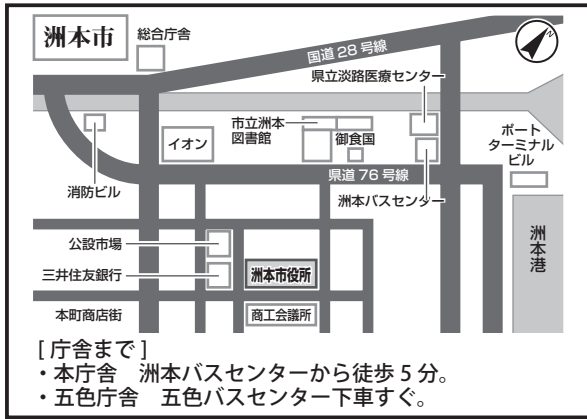 洲本市
総合庁舎
国道28号線
県立淡路医療センター
市立洲本
図書館
御食国
イオン
ポート
ターミナル
ビル
県道76号線
消防ビル
洲本バスセンター
公設市場
洲本港
三井住友銀行
洲本市役所
本町商店街
商工会議所
[庁舎まで]
・本庁舎　洲本バスセンターから徒歩5分。
・五色庁舎　五色バスセンター下車すぐ。